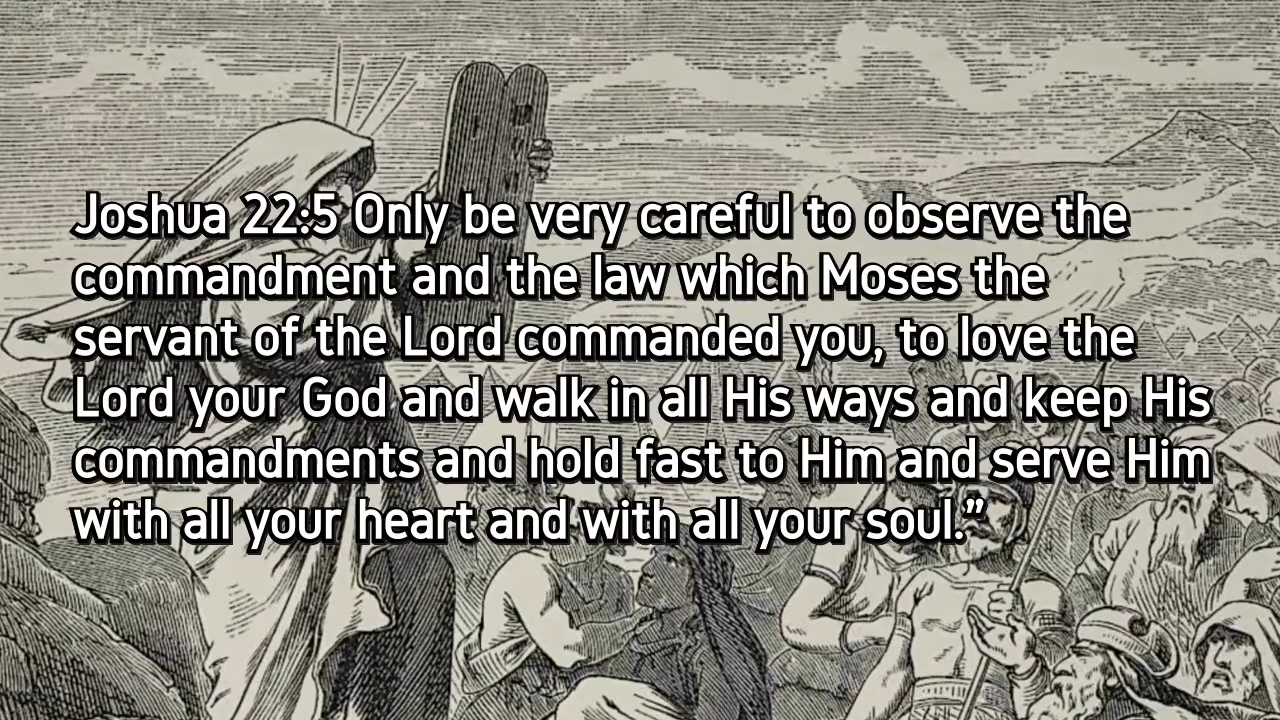 Joshua 22:5 Only be very careful to observe the
commandment and the law which Moses the
servant of the Lord commanded you, to love the
Lord your God and walk in all His ways and keep His
commandments and hold fast to Him and serve Him
with all your heart and with all your soul.”